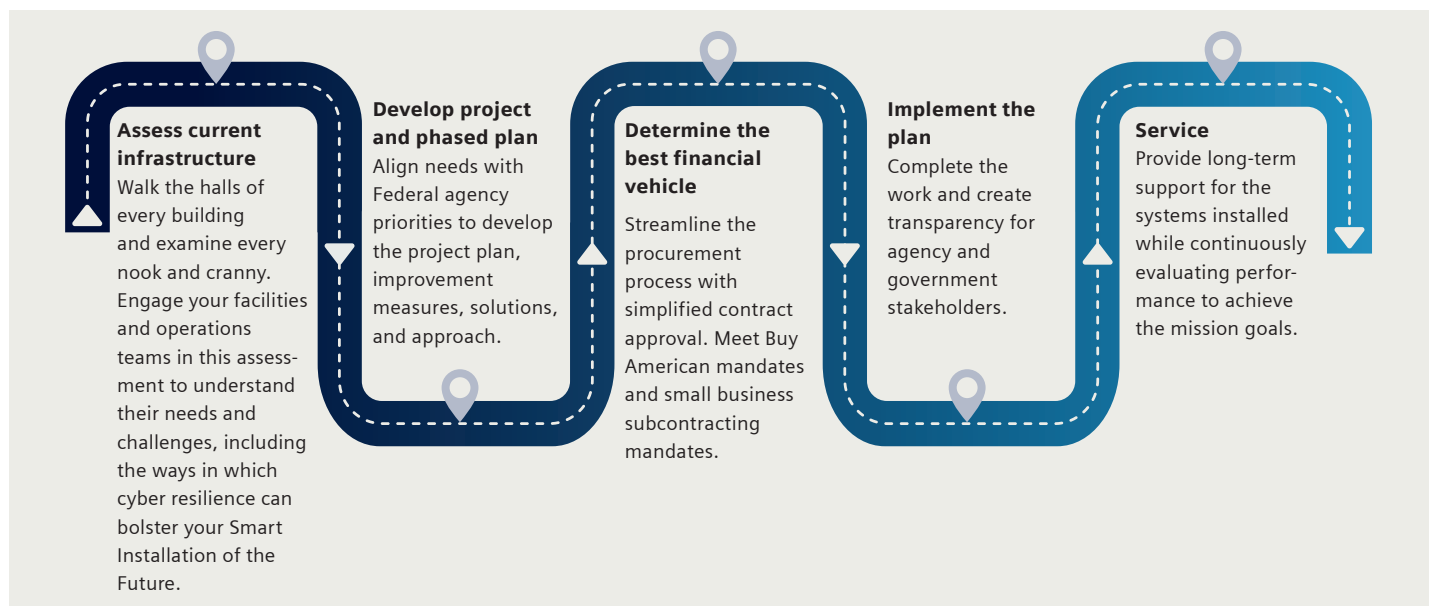 Assess current
infrastructure
Walk the halls of
every building
and examine every
nook and cranny.
Engage your facilities
and operations
teams in this assess-
ment to understand
their needs and
challenges, including
the ways in which
cyber resilience can
bolster your Smart
Installation of the
Future.
Develop project
and phased plan
Align needs with
Federal agency
priorities to develop
the project plan,
improvement
measures, solutions,
and approach.
Determine the
best financial
vehicle
Streamline the
procurement
process with
simplified contract
approval. Meet Buy
American mandates
and small business
subcontracting
mandates.
Implement the
plan
Complete the
work and create
transparency for
agency and
government
stakeholders.
Service
Provide long-term
support for the
systems installed
while continuously
evaluating perfor-
mance to achieve
the mission goals.